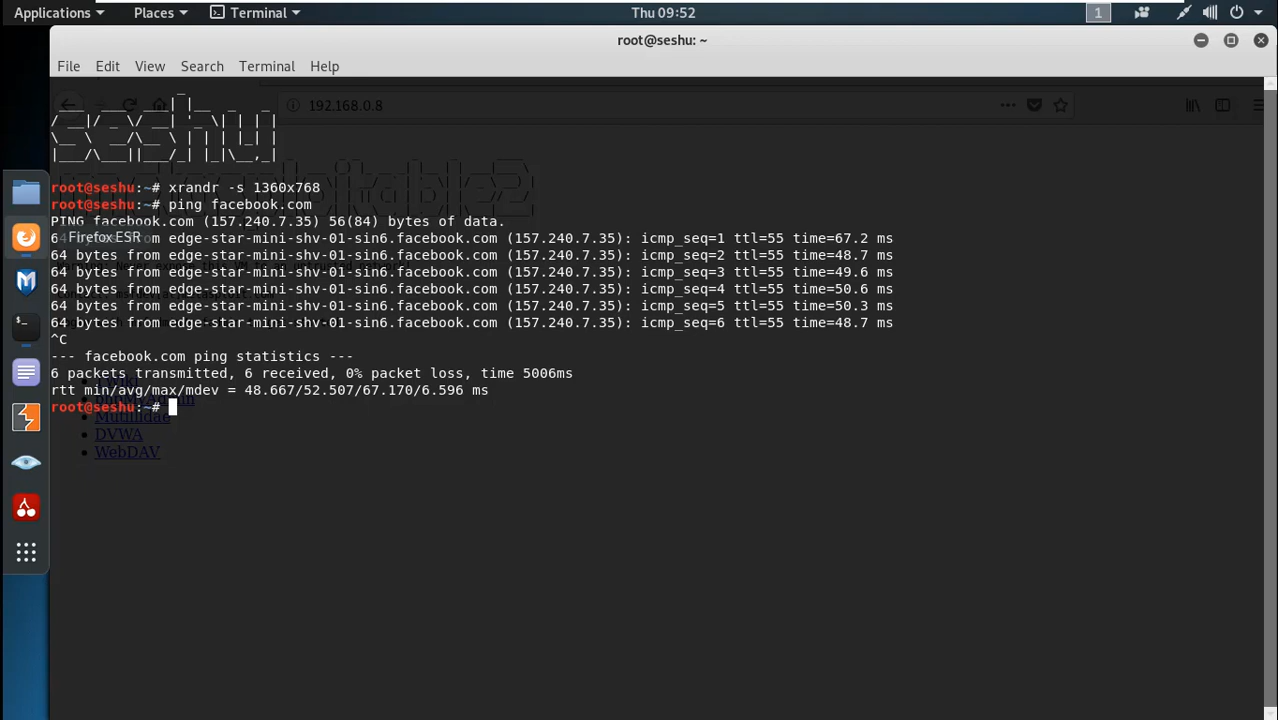 Applications Places Terminal Thu 09:52 1
root@seshu: ~
File Edit View Search Terminal Help
192.168.0.8
seshu
metasploitable2
root@seshu:~# xrandr -s 1360x768
root@seshu:~# ping facebook.com
PING facebook.com (157.240.7.35) 56(84) bytes of data.
64 bytes from edge-star-mini-shv-01-sin6.facebook.com (157.240.7.35): icmp_seq=1 ttl=55 time=67.2 ms
Firefox ESR
64 bytes from edge-star-mini-shv-01-sin6.facebook.com (157.240.7.35): icmp_seq=2 ttl=55 time=48.7 ms
64 bytes from edge-star-mini-shv-01-sin6.facebook.com (157.240.7.35): icmp_seq=3 ttl=55 time=49.6 ms
64 bytes from edge-star-mini-shv-01-sin6.facebook.com (157.240.7.35): icmp_seq=4 ttl=55 time=50.6 ms
64 bytes from edge-star-mini-shv-01-sin6.facebook.com (157.240.7.35): icmp_seq=5 ttl=55 time=50.3 ms
64 bytes from edge-star-mini-shv-01-sin6.facebook.com (157.240.7.35): icmp_seq=6 ttl=55 time=48.7 ms
^C
--- facebook.com ping statistics ---
6 packets transmitted, 6 received, 0% packet loss, time 5006ms
rtt min/avg/max/mdev = 48.667/52.507/67.170/6.596 ms
root@seshu:~#
Mutillidae
DVWA
WebDAV